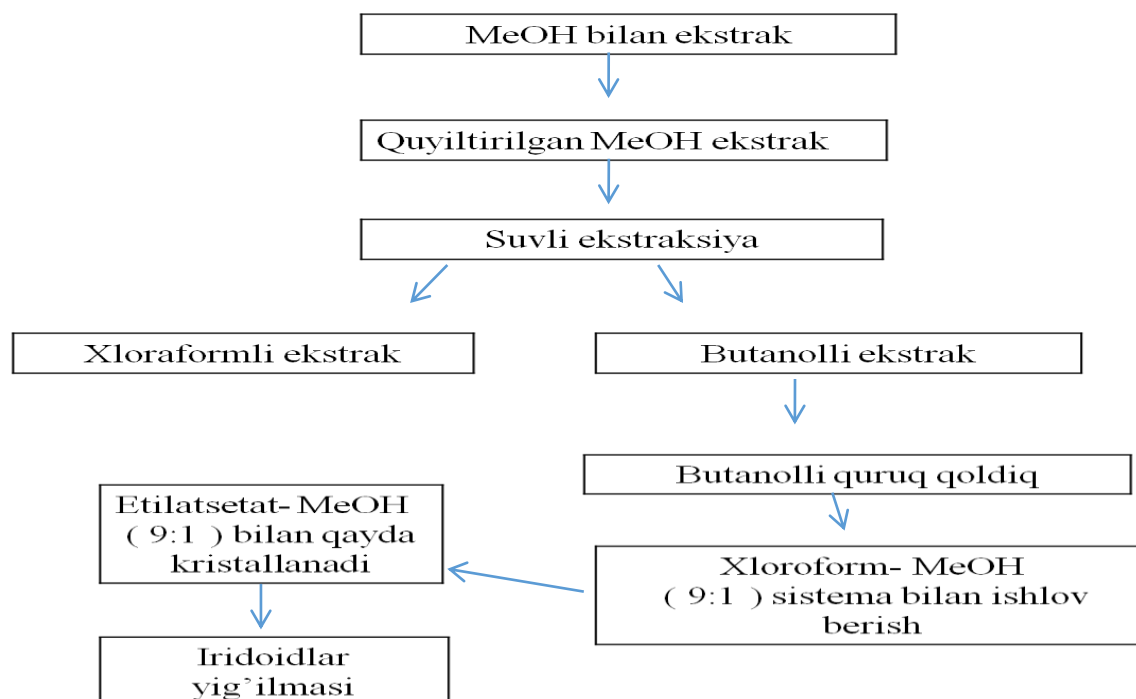 MeOH bilan ekstrak
Quyiltirilgan MeOH ekstrak
Suvli ekstraksiya
Xloraformli ekstrak
Butanolli ekstrak
Butanolli quruq qoldiq
Xloroform- MeOH
( 9:1 ) sistema bilan ishlov
berish
Etilatsetat- MeOH
( 9:1 ) bilan qayda
kristallanadi
Iridoidlar
yig’ilmasi